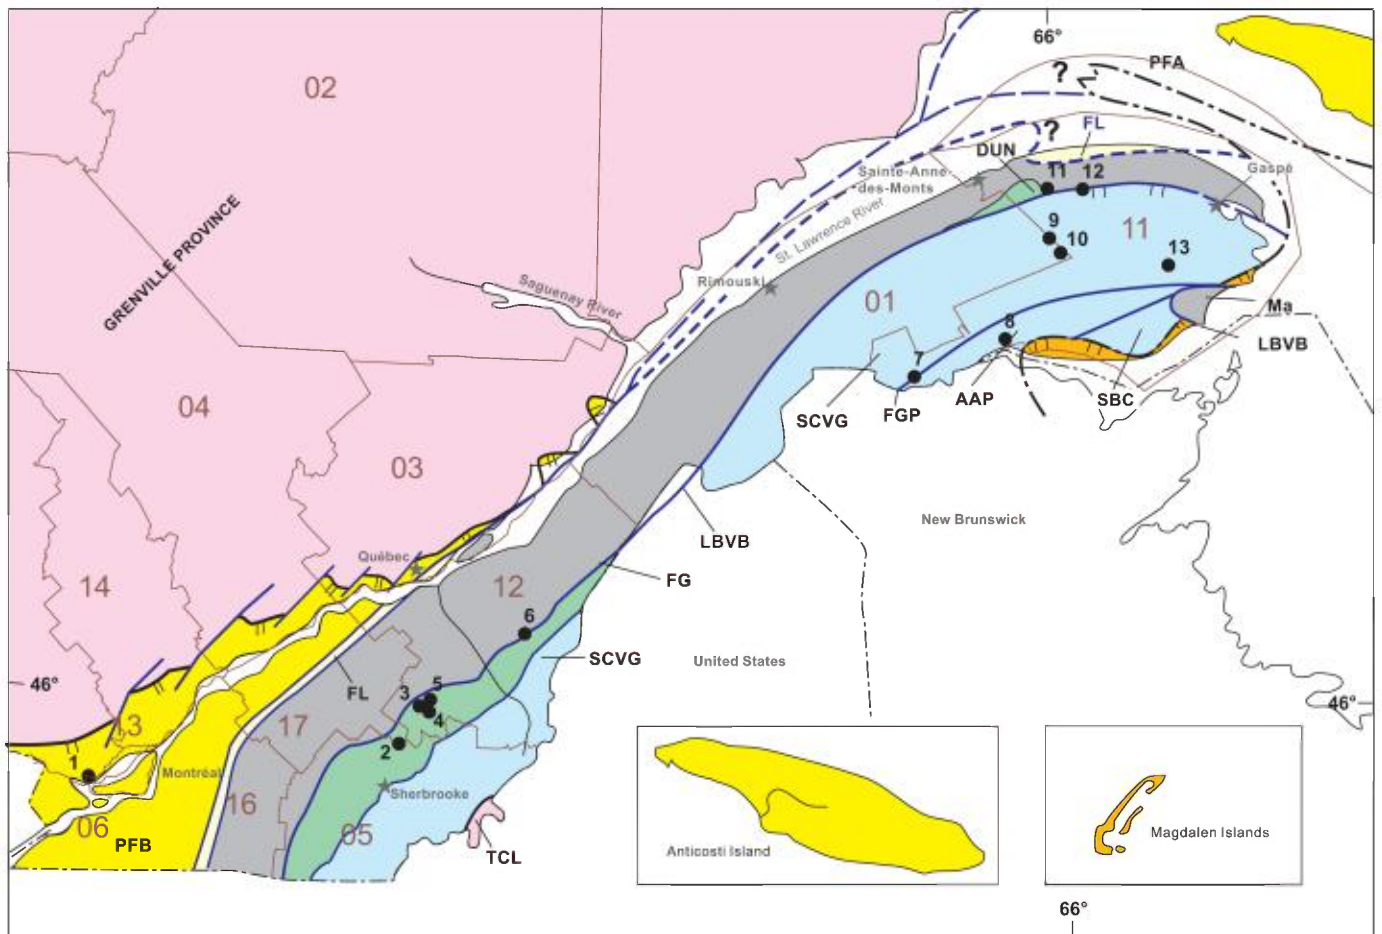 66°
PFA
?
02
?
FL
DUN
Sainte-Anne-
des-Monts
11
12
Gaspé
GRENVILLE PROVINCE
St. Lawrence River
9
10
11
13
Saguenay River
Rimouski
01
Ma
8
LBVB
7
04
AAP
SBC
SCVG
FGP
03
New Brunswick
LBVB
Québec
FG
14
12
6
SCVG
United States
46°
FL
5
3
4
46°
13
17
2
1
Montréal
Sherbrooke
16
06
05
PFB
TCL
Anticosti Island
Magdalen Islands
66°